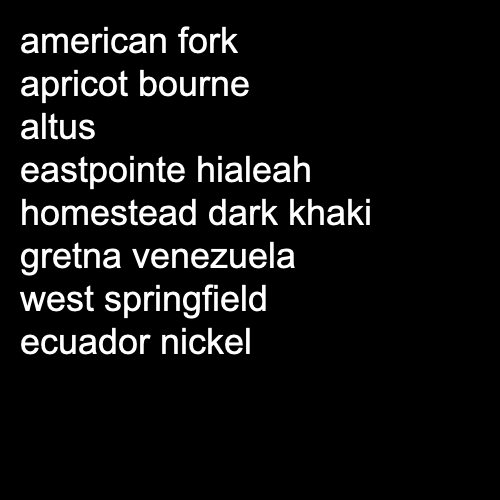 american fork
apricot bourne
altus
eastpointe hialeah
homestead dark khaki
gretna venezuela
west springfield
ecuador nickel